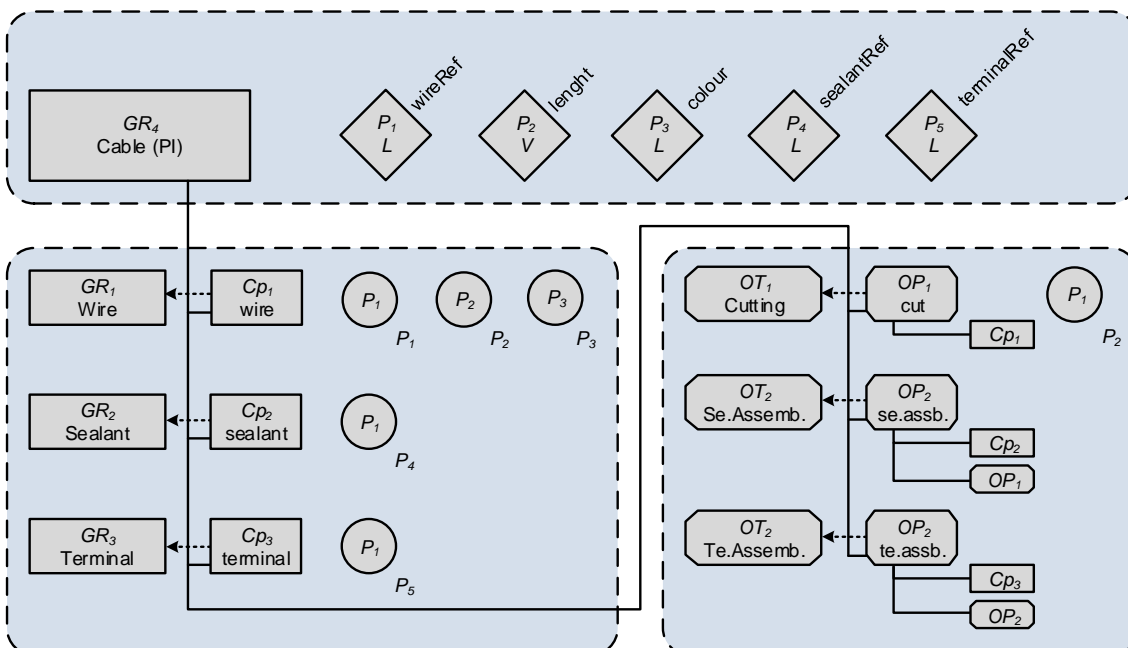 GR4
Cable (PI)
P1
L
wireRef
P2
V
lenght
P3
L
colour
P4
L
sealantRef
P5
L
terminalRef
GR1
Wire
Cp1
wire
P1
P1
P2
P2
P3
P3
GR2
Sealant
Cp2
sealant
P1
P4
GR3
Terminal
Cp3
terminal
P1
P5
OT1
Cutting
OP1
cut
Cp1
P1
P2
OT2
Se.Assemb.
OP2
se.assb.
Cp2
OP1
OT2
Te.Assemb.
OP2
te.assb.
Cp3
OP2